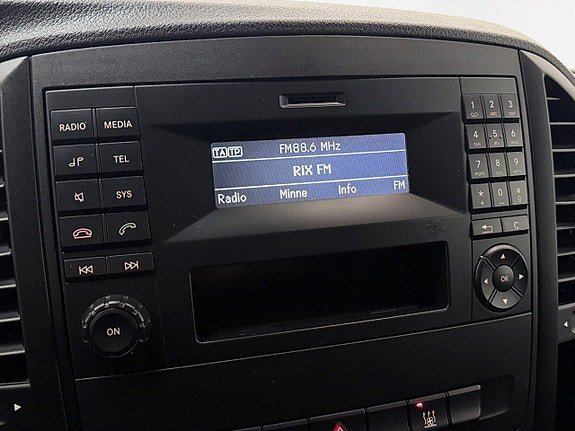 RADIO MEDIA
TEL
SYS
ON
TA TP FM88.6 MHz
RIX FM
Radio Minne Info FM
1 2 3
4 5 6
7 8 9
* 0 #
C
OK